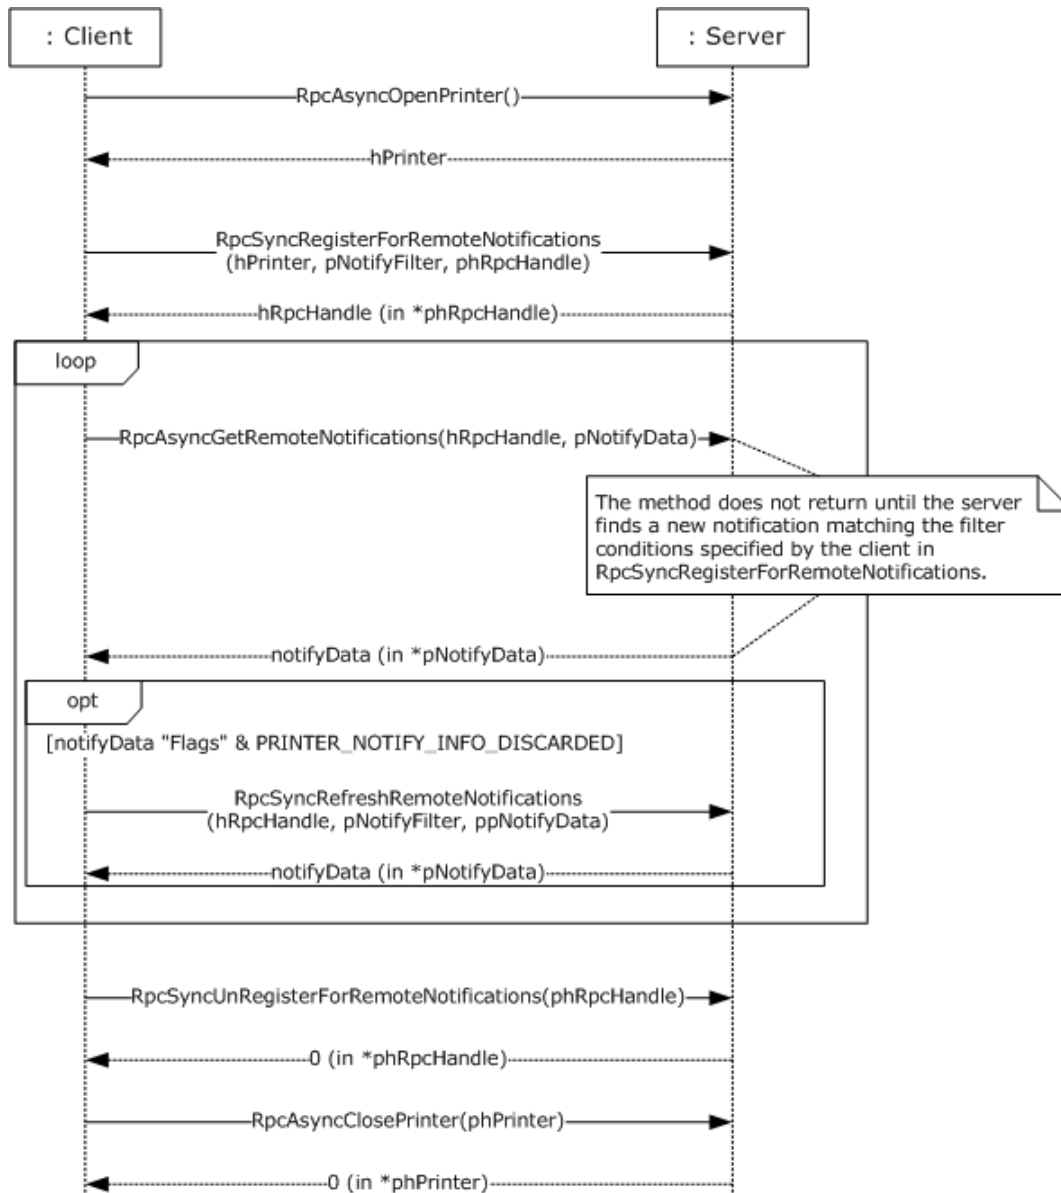 : Client
: Server
RpcAsyncOpenPrinter()
hPrinter
RpcSyncRegisterForRemoteNotifications
(hPrinter, pNotifyFilter, phRpcHandle)
hRpcHandle (in *phRpcHandle)
loop
RpcAsyncGetRemoteNotifications(hRpcHandle, pNotifyData)
The method does not return until the server
finds a new notification matching the filter
conditions specified by the client in
RpcSyncRegisterForRemoteNotifications.
notifyData (in *pNotifyData)
opt
[notifyData "Flags" & PRINTER_NOTIFY_INFO_DISCARDED]
RpcSyncRefreshRemoteNotifications
(hRpcHandle, pNotifyFilter, ppNotifyData)
notifyData (in *pNotifyData)
RpcSyncUnRegisterForRemoteNotifications(phRpcHandle)
0 (in *phRpcHandle)
RpcAsyncClosePrinter(phPrinter)
0 (in *phPrinter)